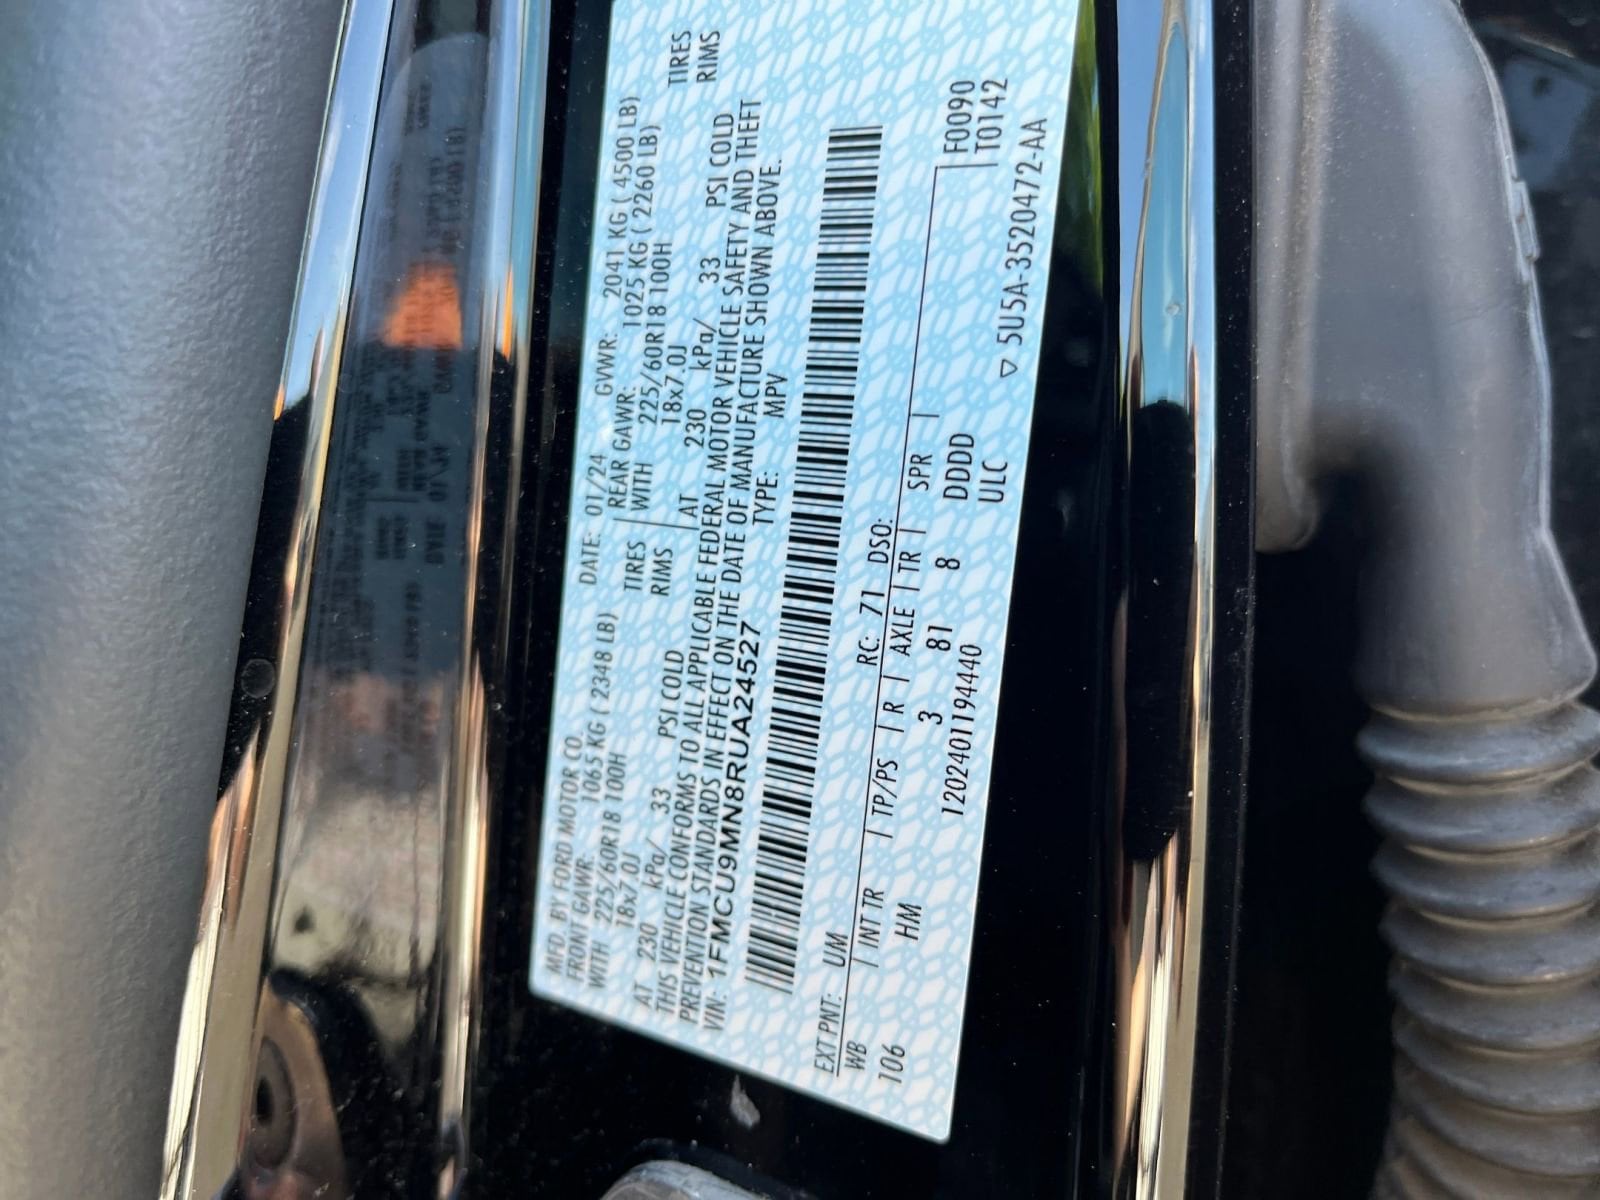 MFD. BY FORD MOTOR CO. DATE: 01/24 GVWR: 2041 KG ( 4500 LB)
FRONT GAWR: 1065 KG ( 2348 LB) REAR GAWR: 1025 KG ( 2260 LB)
WITH 225/60R18 100H TIRES WITH 225/60R18 100H TIRES
18x7.0J RIMS 18x7.0J RIMS
AT 230 kPa/ 33 PSI COLD AT 230 kPa/ 33 PSI COLD
THIS VEHICLE CONFORMS TO ALL APPLICABLE FEDERAL MOTOR VEHICLE SAFETY AND THEFT
PREVENTION STANDARDS IN EFFECT ON THE DATE OF MANUFACTURE SHOWN ABOVE.
VIN: 1FMCU9MN8RUA24527 TYPE: MPV
EXT PNT: UM RC: 71 DSO:
WB | INT TR | TP/PS | R | AXLE | TR | SPR | F0090
106 HM 3 81 8 DDDD | T0142
120240119440 ULC
▽ 5U5A-3520472-AA